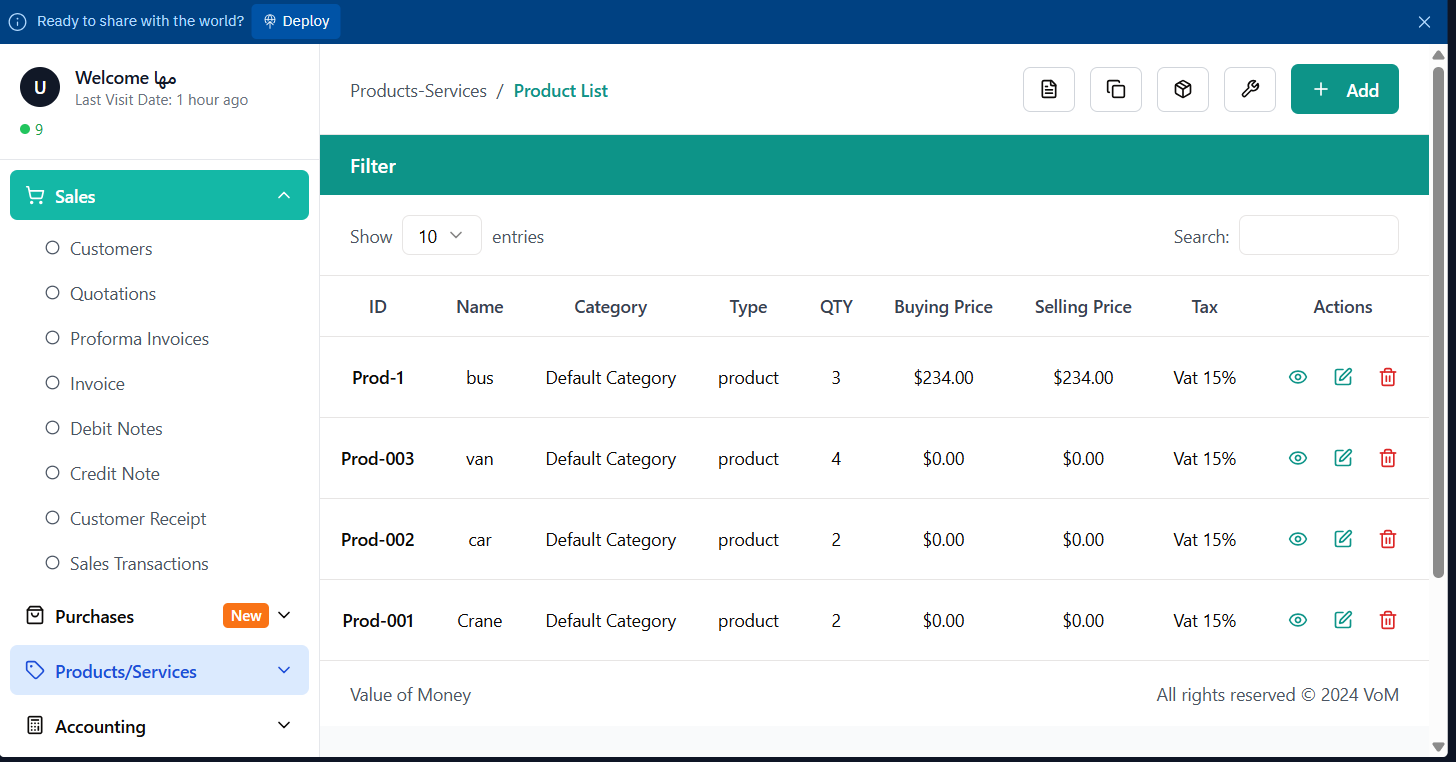 Ready to share with the world? Deploy
U
Welcome مها
Last Visit Date: 1 hour ago
9
Sales
Customers
Quotations
Proforma Invoices
Invoice
Debit Notes
Credit Note
Customer Receipt
Sales Transactions
Purchases New
Products/Services
Accounting
Products-Services / Product List
+ Add
Filter
Show 10 entries Search:
ID Name Category Type QTY Buying Price Selling Price Tax Actions
Prod-1 bus Default Category product 3 $234.00 $234.00 Vat 15%
Prod-003 van Default Category product 4 $0.00 $0.00 Vat 15%
Prod-002 car Default Category product 2 $0.00 $0.00 Vat 15%
Prod-001 Crane Default Category product 2 $0.00 $0.00 Vat 15%
Value of Money All rights reserved © 2024 VoM